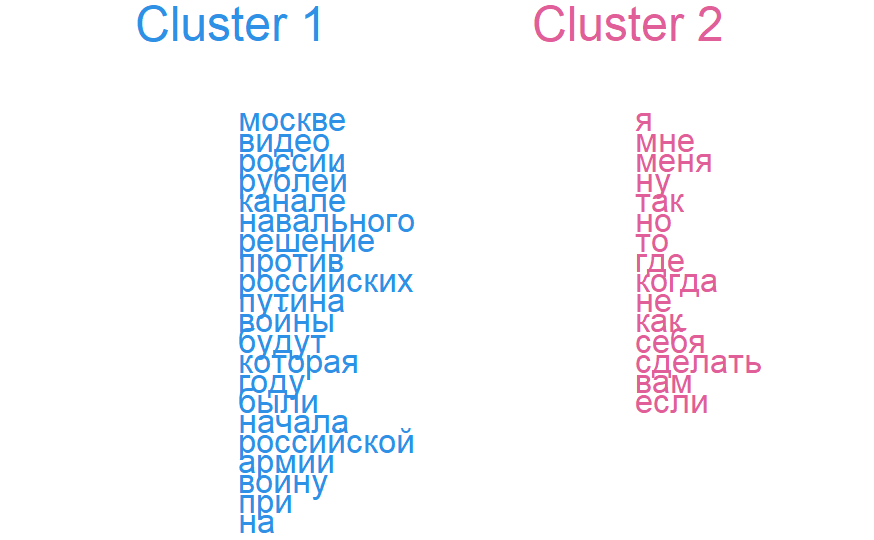 Cluster 1
москве
видео
россии
рублей
канале
навального
решение
против
российских
путина
войны
будут
которая
году
были
начала
российской
армии
войну
при
на
Cluster 2
я
мне
меня
ну
так
но
то
где
когда
не
как
себя
сделать
вам
если